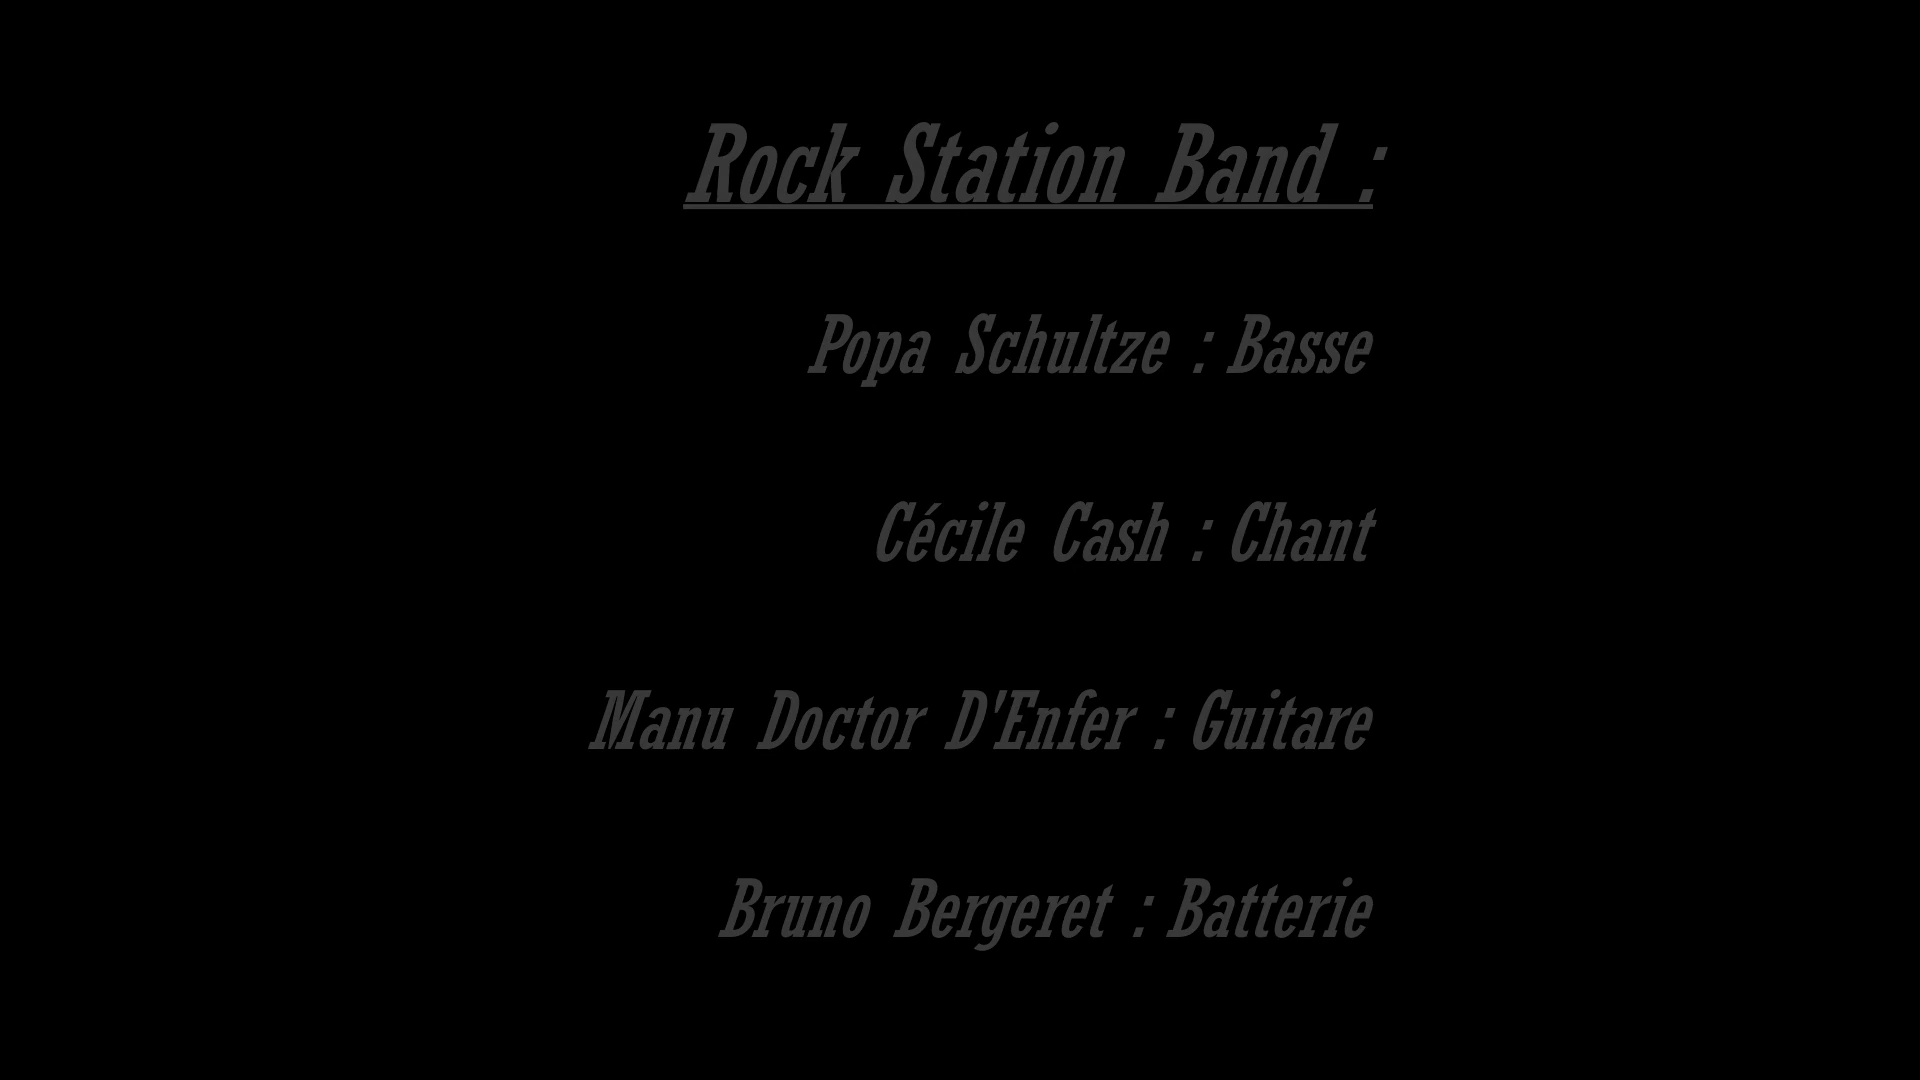 Rock Station Band :
Popa Schultze : Basse
Cécile Cash : Chant
Manu Doctor D'Enfer : Guitare
Bruno Bergeret : Batterie